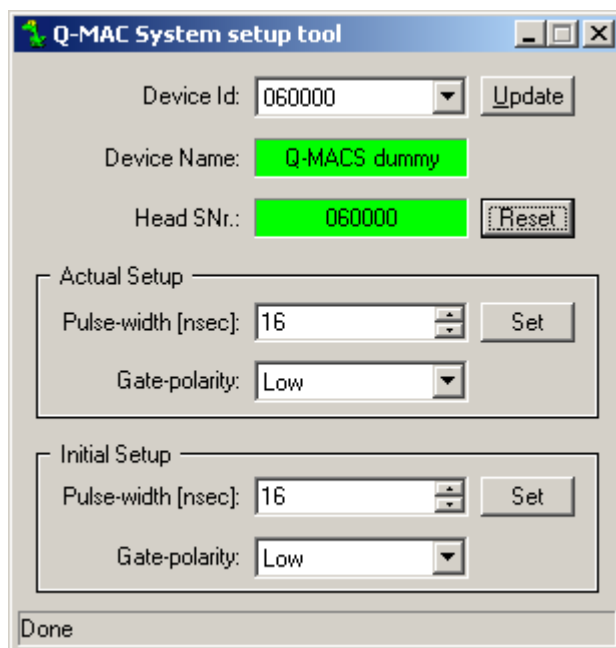 Q-MAC System setup tool
Device Id: 060000 Update
Device Name: Q-MACS dummy
Head SNr.: 060000 Reset
Actual Setup
Pulse-width [nsec]: 16 Set
Gate-polarity: Low
Initial Setup
Pulse-width [nsec]: 16 Set
Gate-polarity: Low
Done